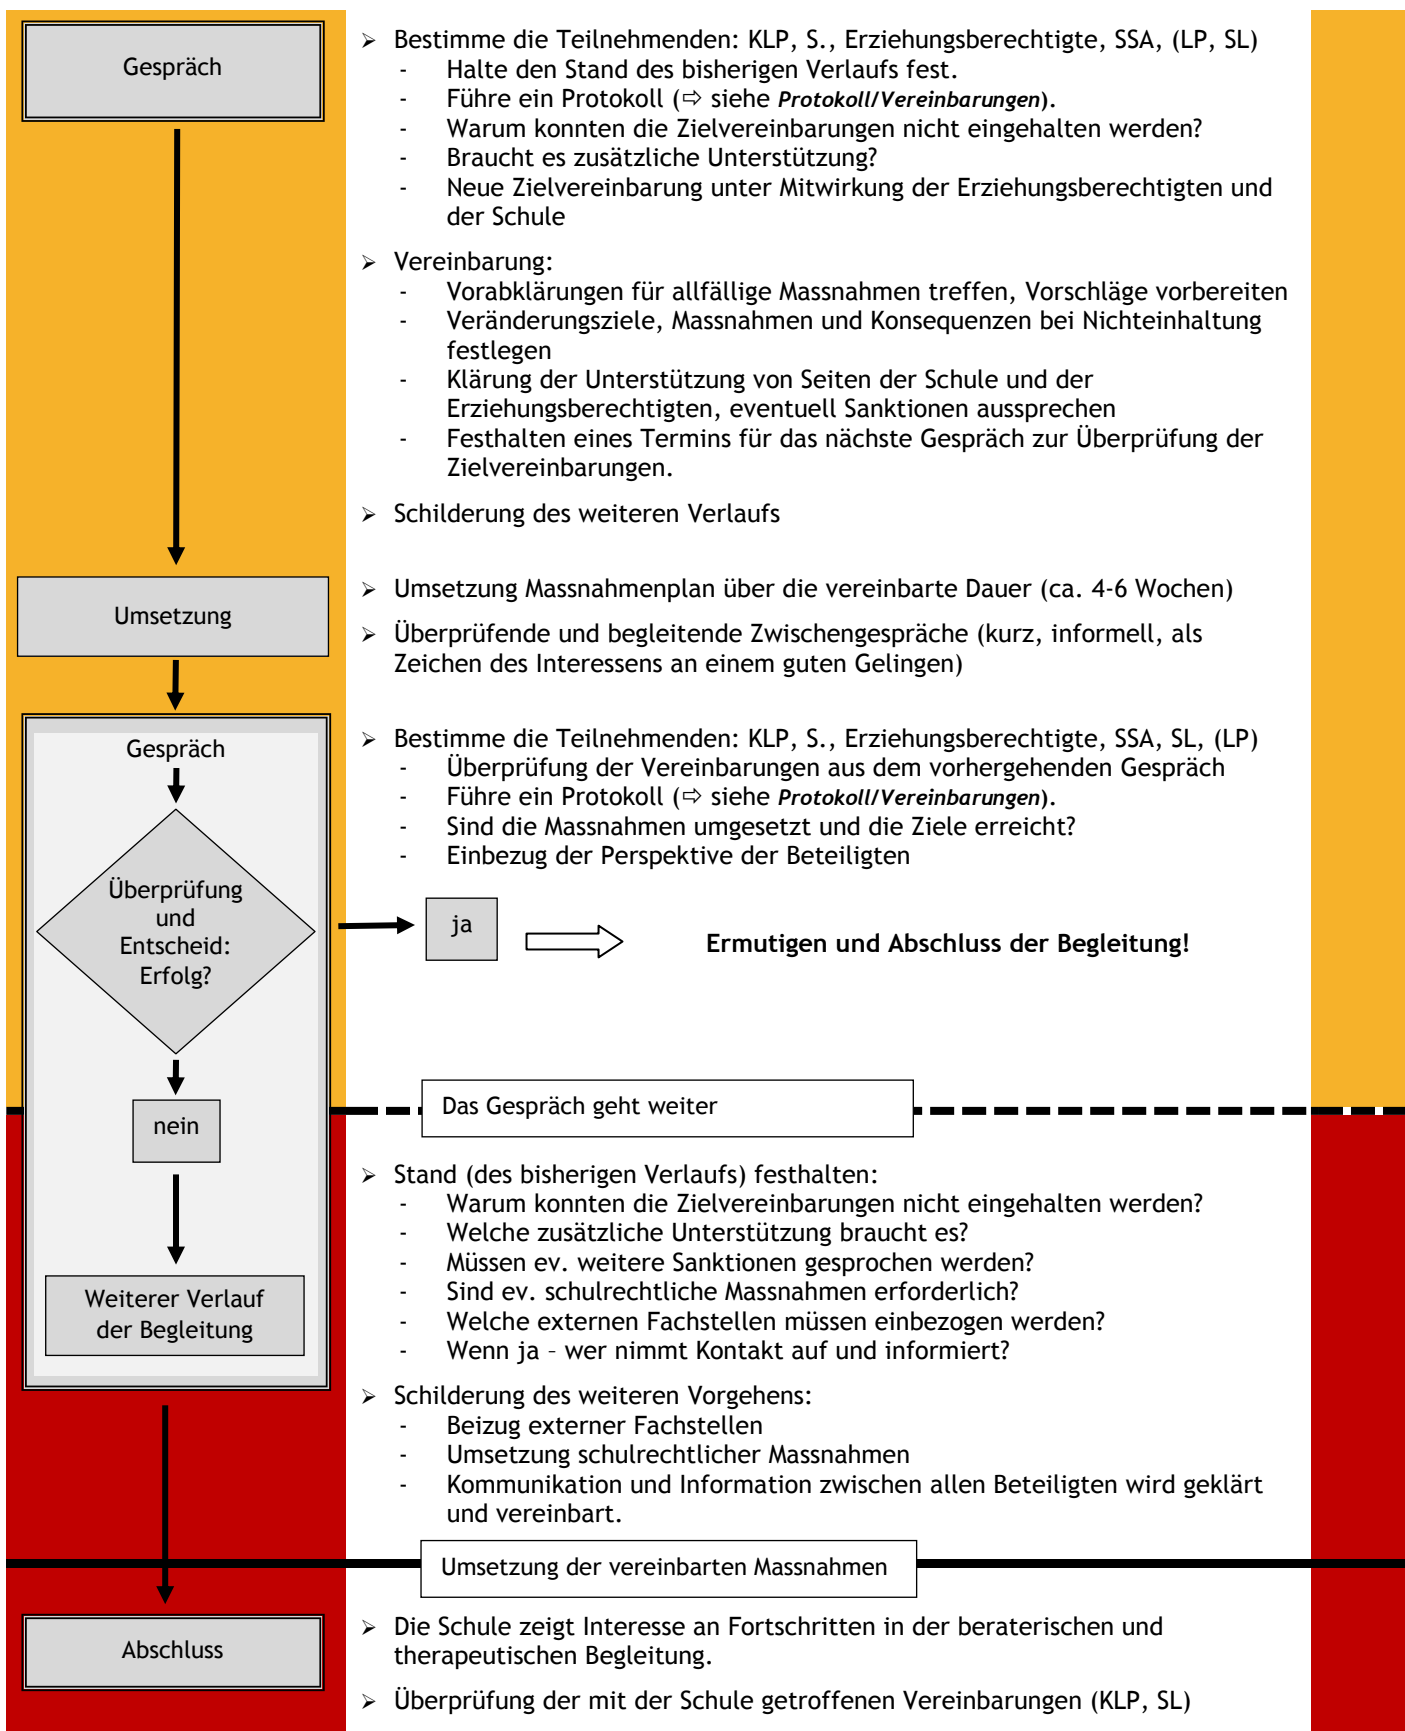 Gespräch
➢ Bestimme die Teilnehmenden: KLP, S., Erziehungsberechtigte, SSA, (LP, SL)
- Halte den Stand des bisherigen Verlaufs fest.
- Führe ein Protokoll (⇨ siehe Protokoll/Vereinbarungen).
- Warum konnten die Zielvereinbarungen nicht eingehalten werden?
- Braucht es zusätzliche Unterstützung?
- Neue Zielvereinbarung unter Mitwirkung der Erziehungsberechtigten und
der Schule
➢ Vereinbarung:
- Vorabklärungen für allfällige Massnahmen treffen, Vorschläge vorbereiten
- Veränderungsziele, Massnahmen und Konsequenzen bei Nichteinhaltung
festlegen
- Klärung der Unterstützung von Seiten der Schule und der
Erziehungsberechtigten, eventuell Sanktionen aussprechen
- Festhalten eines Termins für das nächste Gespräch zur Überprüfung der
Zielvereinbarungen.
➢ Schilderung des weiteren Verlaufs
Umsetzung
➢ Umsetzung Massnahmenplan über die vereinbarte Dauer (ca. 4-6 Wochen)
➢ Überprüfende und begleitende Zwischengespräche (kurz, informell, als
Zeichen des Interessens an einem guten Gelingen)
Gespräch
➢ Bestimme die Teilnehmenden: KLP, S., Erziehungsberechtigte, SSA, SL, (LP)
- Überprüfung der Vereinbarungen aus dem vorhergehenden Gespräch
- Führe ein Protokoll (⇨ siehe Protokoll/Vereinbarungen).
- Sind die Massnahmen umgesetzt und die Ziele erreicht?
- Einbezug der Perspektive der Beteiligten
Überprüfung
und
Entscheid:
Erfolg?
ja
Ermutigen und Abschluss der Begleitung!
nein
Das Gespräch geht weiter
Weiterer Verlauf
der Begleitung
➢ Stand (des bisherigen Verlaufs) festhalten:
- Warum konnten die Zielvereinbarungen nicht eingehalten werden?
- Welche zusätzliche Unterstützung braucht es?
- Müssen ev. weitere Sanktionen gesprochen werden?
- Sind ev. schulrechtliche Massnahmen erforderlich?
- Welche externen Fachstellen müssen einbezogen werden?
- Wenn ja – wer nimmt Kontakt auf und informiert?
➢ Schilderung des weiteren Vorgehens:
- Beizug externer Fachstellen
- Umsetzung schulrechtlicher Massnahmen
- Kommunikation und Information zwischen allen Beteiligten wird geklärt
und vereinbart.
Umsetzung der vereinbarten Massnahmen
Abschluss
➢ Die Schule zeigt Interesse an Fortschritten in der beraterischen und
therapeutischen Begleitung.
➢ Überprüfung der mit der Schule getroffenen Vereinbarungen (KLP, SL)